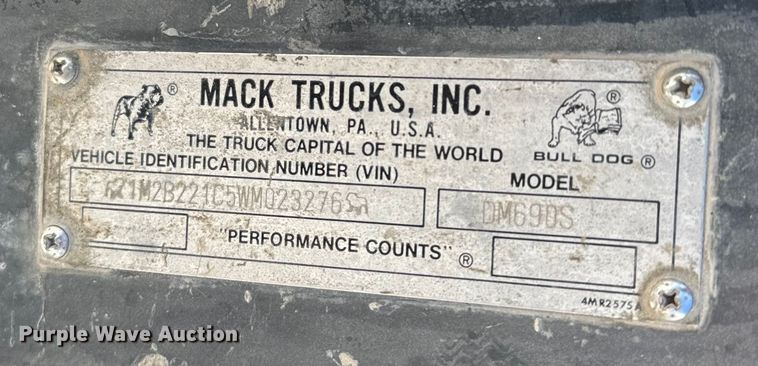 MACK TRUCKS, INC.
ALLENTOWN, PA., U.S.A.
THE TRUCK CAPITAL OF THE WORLD
BULL DOG ®
VEHICLE IDENTIFICATION NUMBER (VIN)
MODEL
1M2B221C5WM023276
DM690S
"PERFORMANCE COUNTS" ®
4MR2575A
Purple Wave Auction